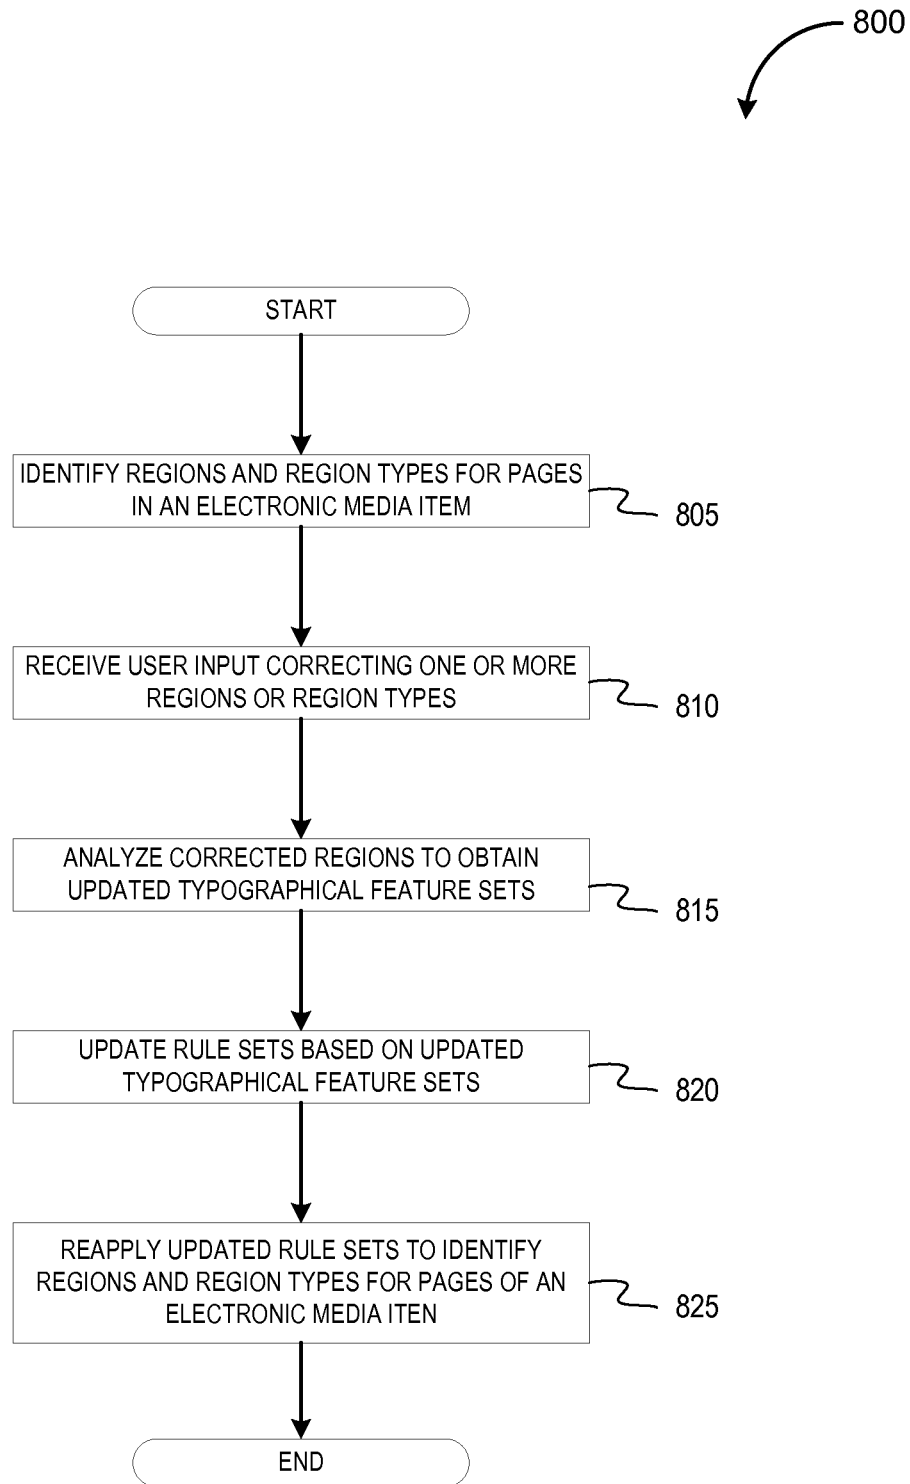 800
START
IDENTIFY REGIONS AND REGION TYPES FOR PAGES
IN AN ELECTRONIC MEDIA ITEM
805
RECEIVE USER INPUT CORRECTING ONE OR MORE
REGIONS OR REGION TYPES
810
ANALYZE CORRECTED REGIONS TO OBTAIN
UPDATED TYPOGRAPHICAL FEATURE SETS
815
UPDATE RULE SETS BASED ON UPDATED
TYPOGRAPHICAL FEATURE SETS
820
REAPPLY UPDATED RULE SETS TO IDENTIFY
REGIONS AND REGION TYPES FOR PAGES OF AN
ELECTRONIC MEDIA ITEN
825
END